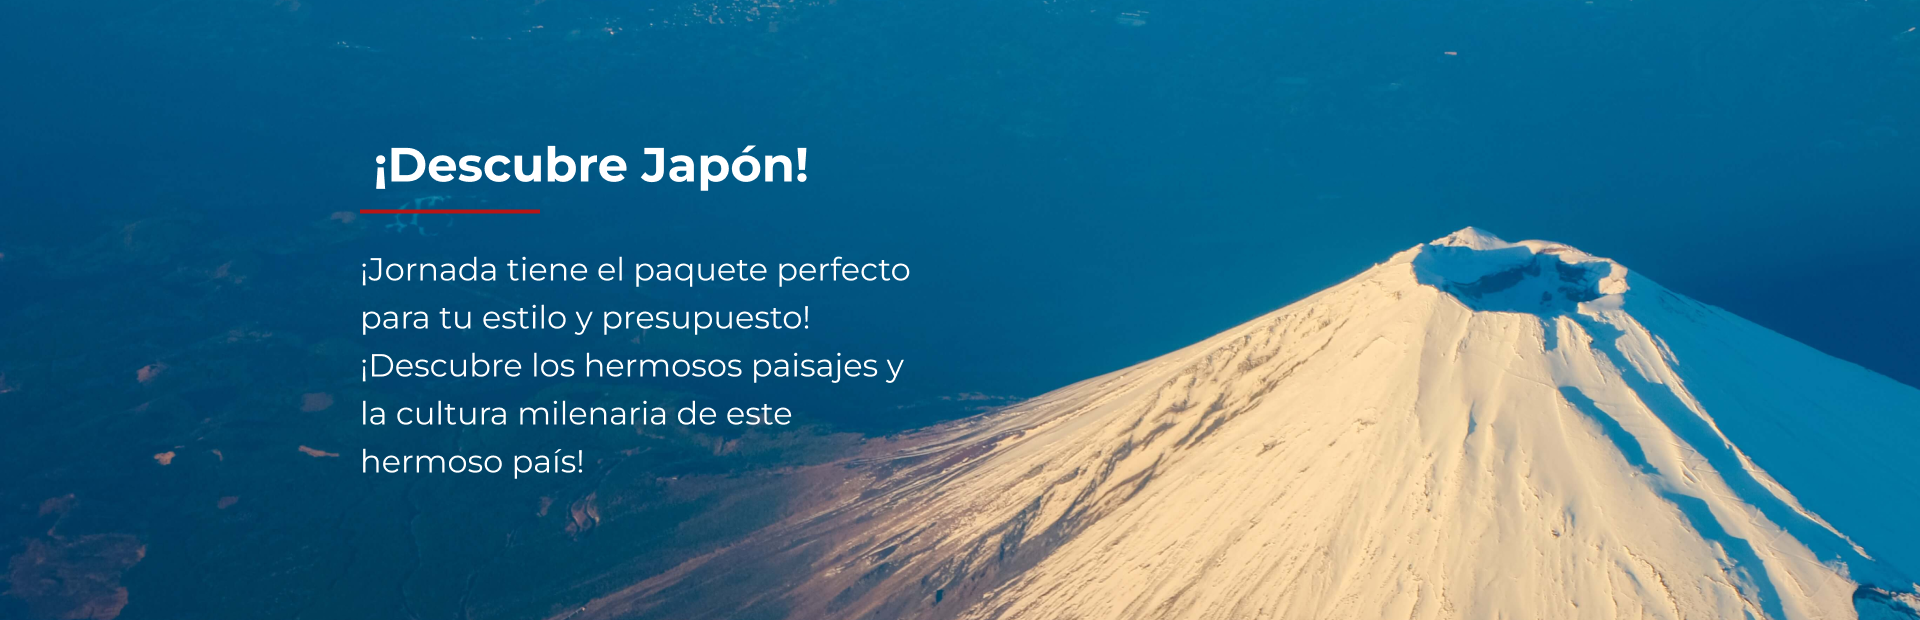 ¡Descubre Japón!
¡Jornada tiene el paquete perfecto
para tu estilo y presupuesto!
¡Descubre los hermosos paisajes y
la cultura milenaria de este
hermoso país!